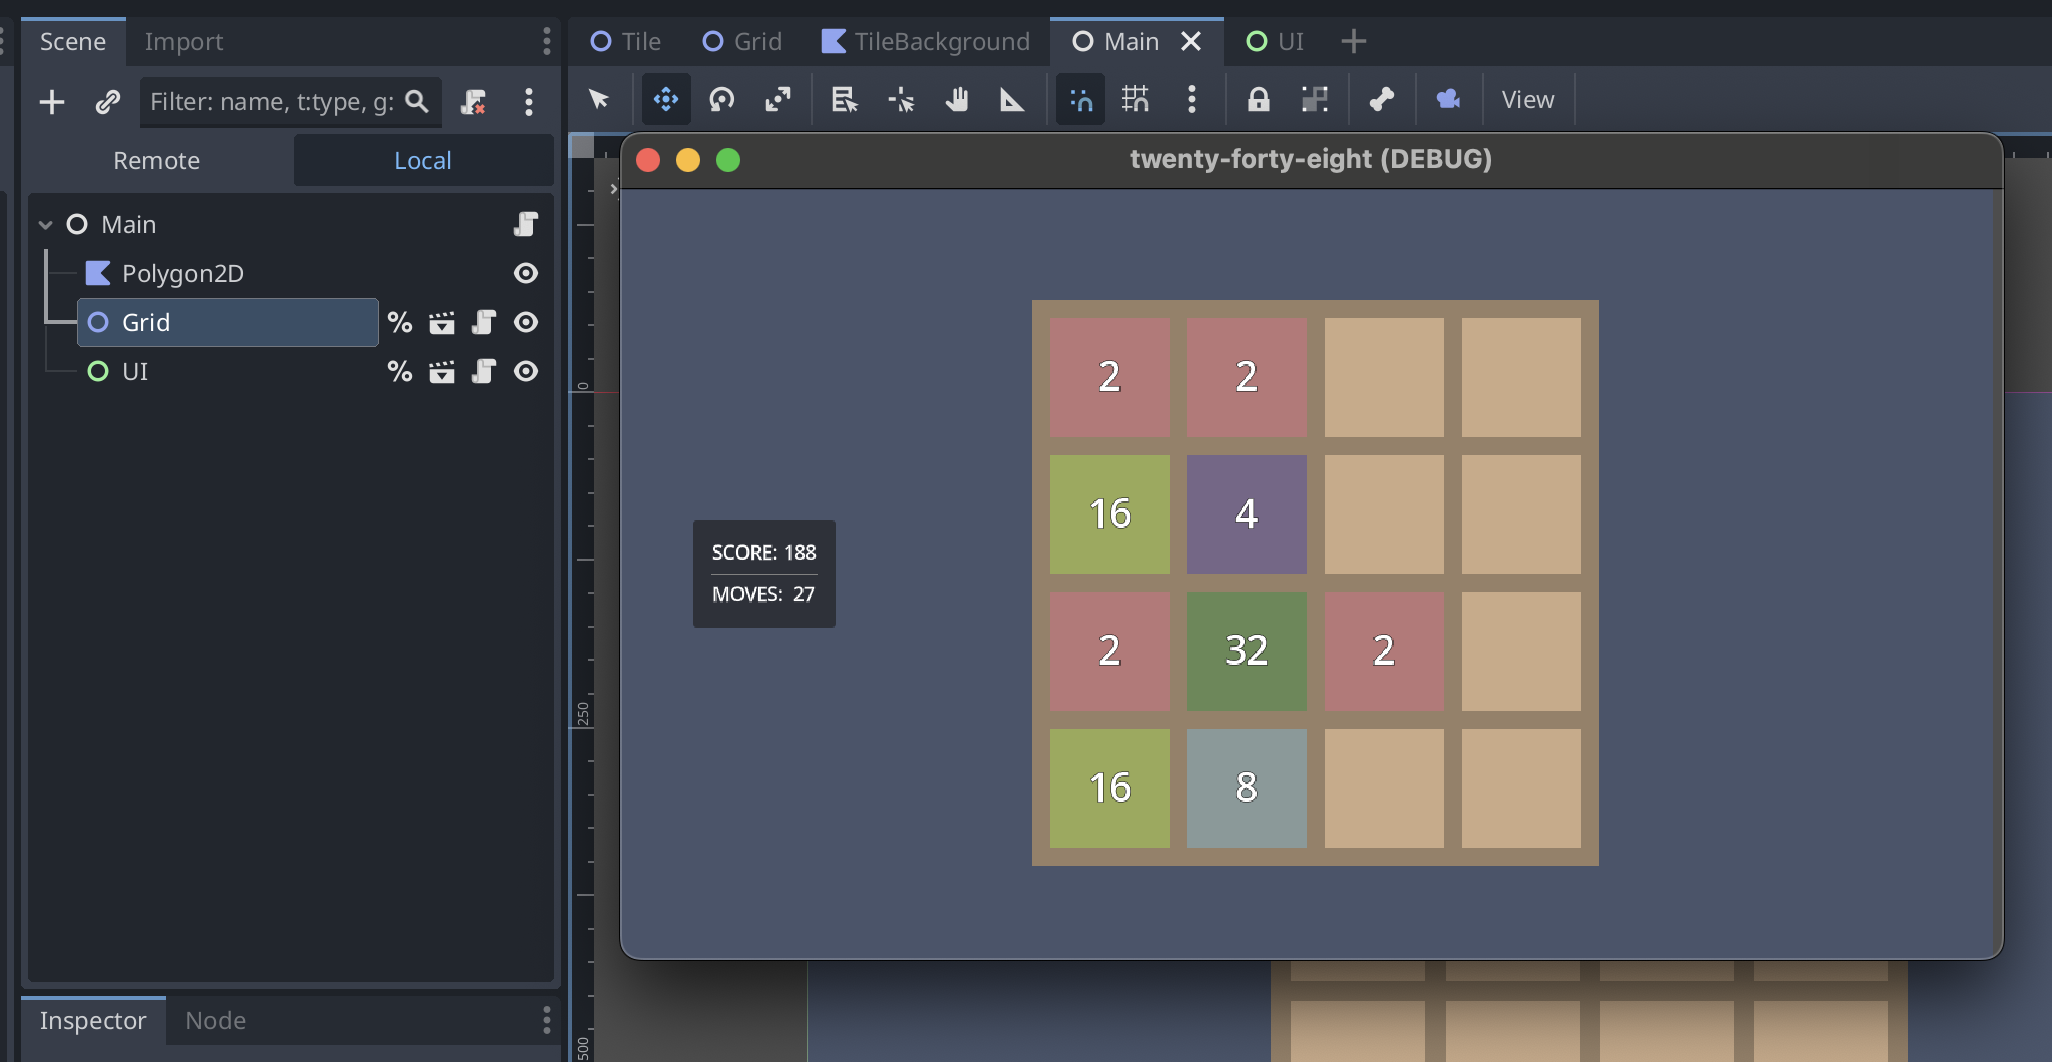 Scene Import
Tile Grid TileBackground Main UI
Filter: name, t:type, g:
View
Remote Local
twenty-forty-eight (DEBUG)
Main
Polygon2D
Grid
UI
0
250
500
2 2
16 4
SCORE: 188
MOVES: 27
2 32 2
16 8
Inspector Node